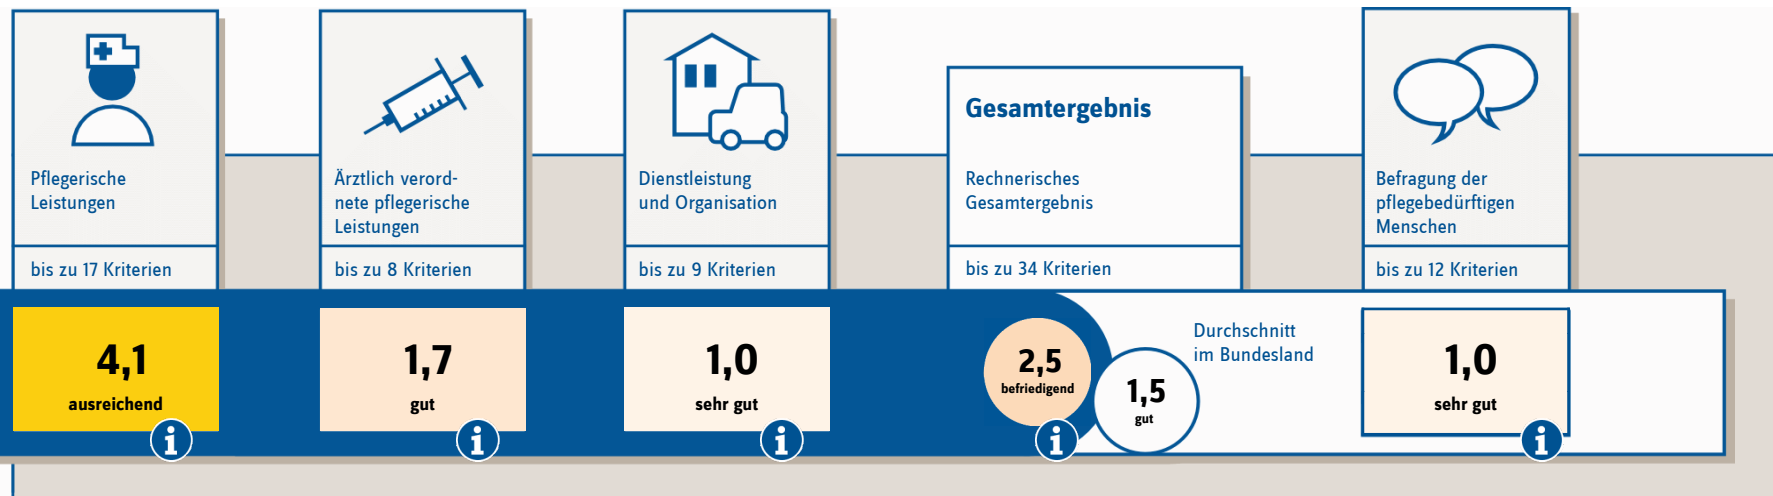 Pflegerische
Leistungen
bis zu 17 Kriterien
4,1
ausreichend
i
Ärztlich verord-
nete pflegerische
Leistungen
bis zu 8 Kriterien
1,7
gut
i
Dienstleistung
und Organisation
bis zu 9 Kriterien
1,0
sehr gut
i
Gesamtergebnis
Rechnerisches
Gesamtergebnis
bis zu 34 Kriterien
2,5
befriedigend
i
1,5
gut
Durchschnitt
im Bundesland
Befragung der
pflegebedürftigen
Menschen
bis zu 12 Kriterien
1,0
sehr gut
i